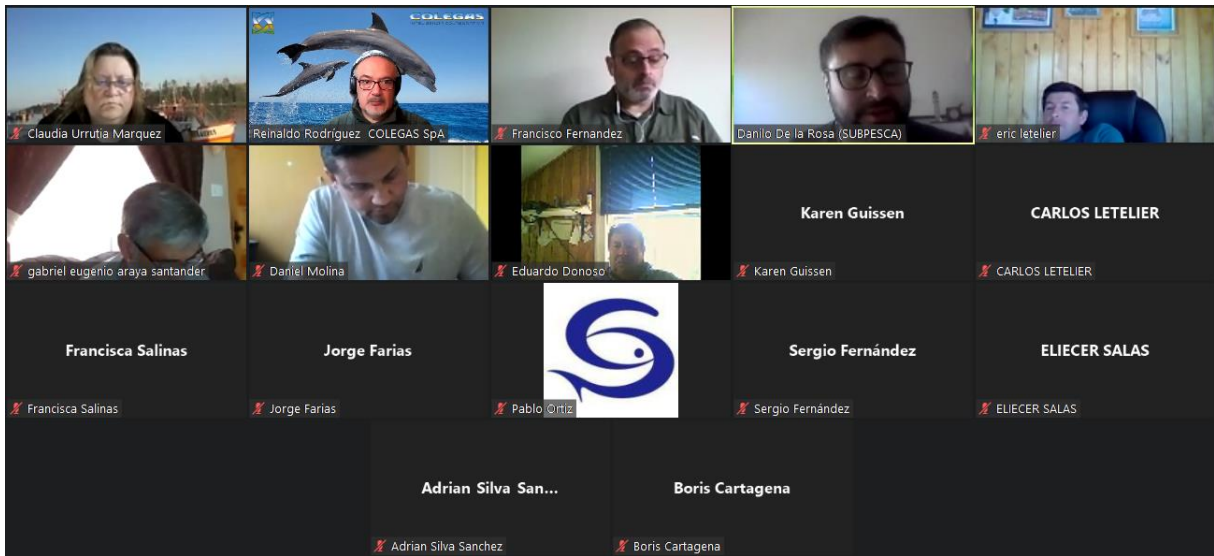 COLEGAS
Claudia Urrutia Marquez
Reinaldo Rodríguez COLEGAS SpA
Francisco Fernandez
Danilo De la Rosa (SUBPESCA)
eric letelier
gabriel eugenio araya santander
Daniel Molina
Eduardo Donoso
Karen Guissen
Karen Guissen
CARLOS LETELIER
CARLOS LETELIER
Francisca Salinas
Francisca Salinas
Jorge Farias
Jorge Farias
Pablo Ortiz
Sergio Fernández
Sergio Fernández
ELIECER SALAS
ELIECER SALAS
Adrian Silva San...
Adrian Silva Sanchez
Boris Cartagena
Boris Cartagena